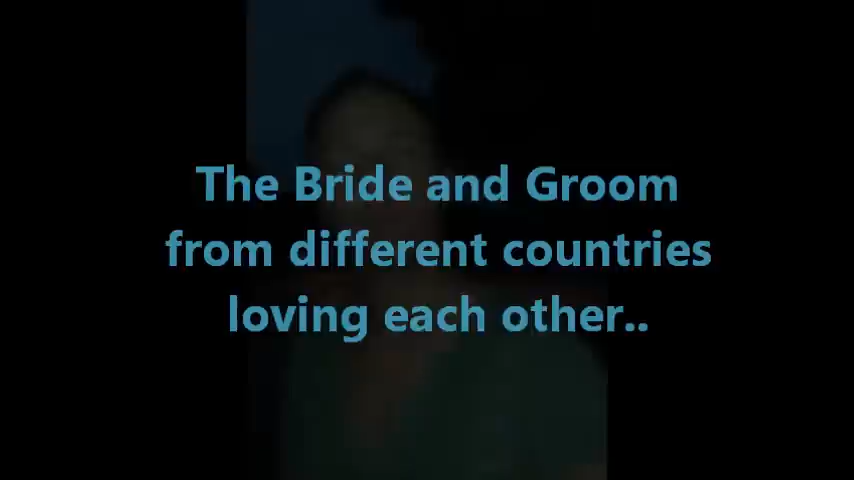 The Bride and Groom
from different countries
loving each other..